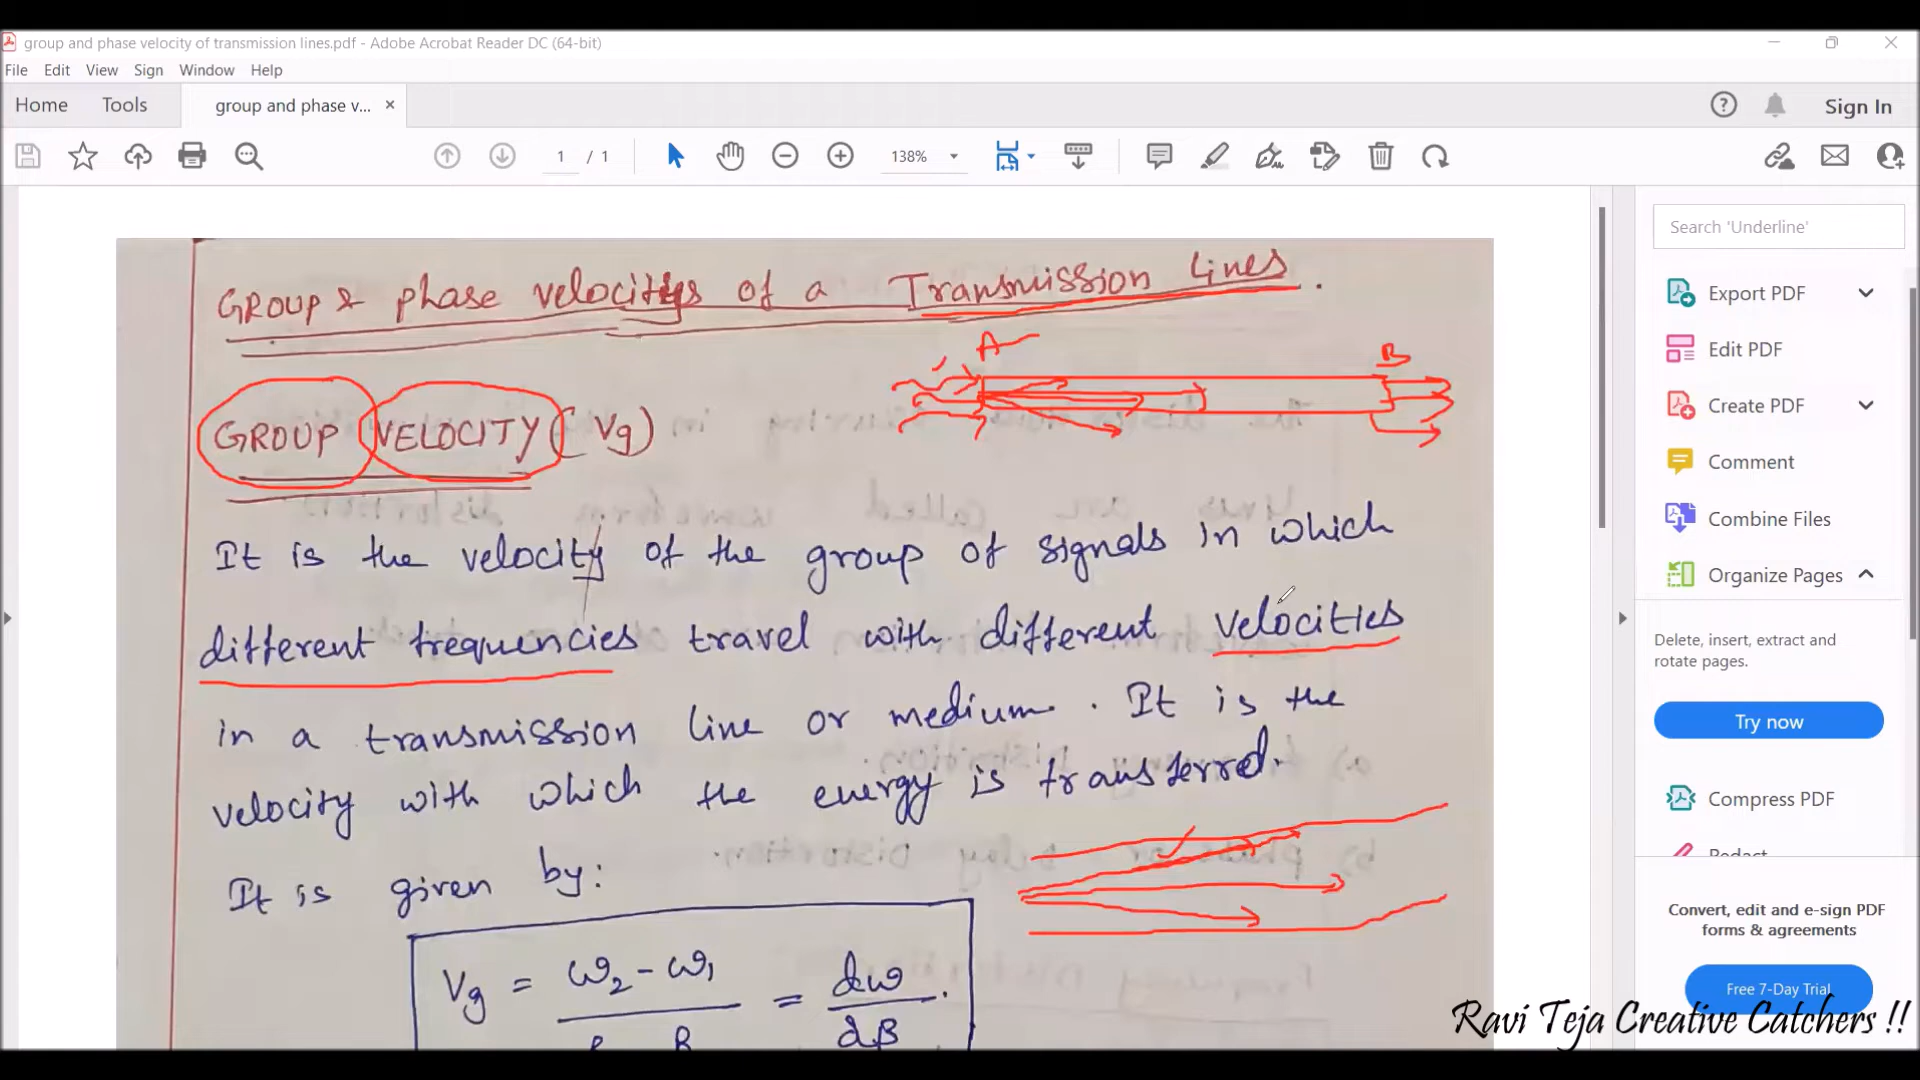 group and phase velocity of transmission lines.pdf - Adobe Acrobat Reader DC (64-bit)
File Edit View Sign Window Help
Home Tools group and phase v... × Sign In
1 / 1 138%
Search 'Underline'
Export PDF
Edit PDF
Create PDF
Comment
Combine Files
Organize Pages
Delete, insert, extract and
rotate pages.
Try now
Compress PDF
Redact
Convert, edit and e-sign PDF
forms & agreements
Free 7-Day Trial
GROUP & phase velocities of a Transmission Lines.
A B
GROUP VELOCITY (Vg)
It is the velocity of the group of signals in which
different frequencies travel with different velocities
in a transmission line or medium. It is the
velocity with which the energy is transferred.
It is given by:
Vg = ω2 - ω1 = dω.
dβ
Ravi Teja Creative Catchers !!